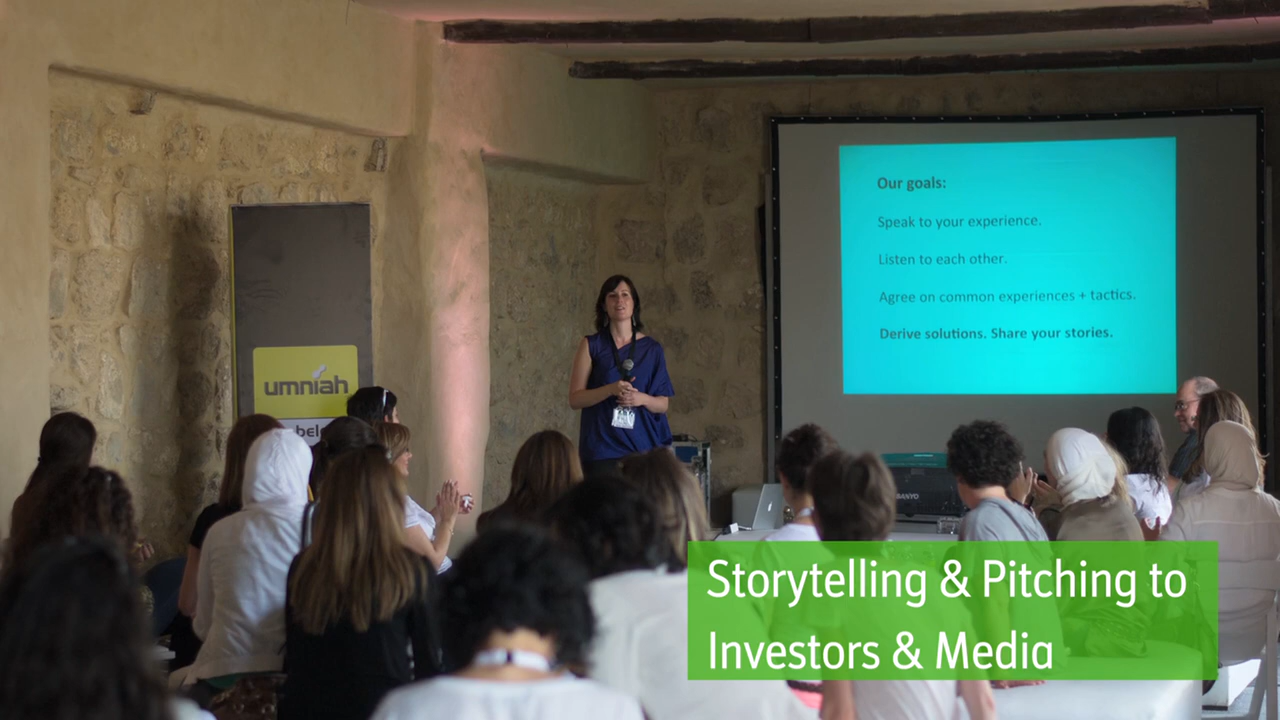 Our goals:
Speak to your experience.
Listen to each other.
Agree on common experiences + tactics.
Derive solutions. Share your stories.
umniah
SANYO
Storytelling & Pitching to
Investors & Media